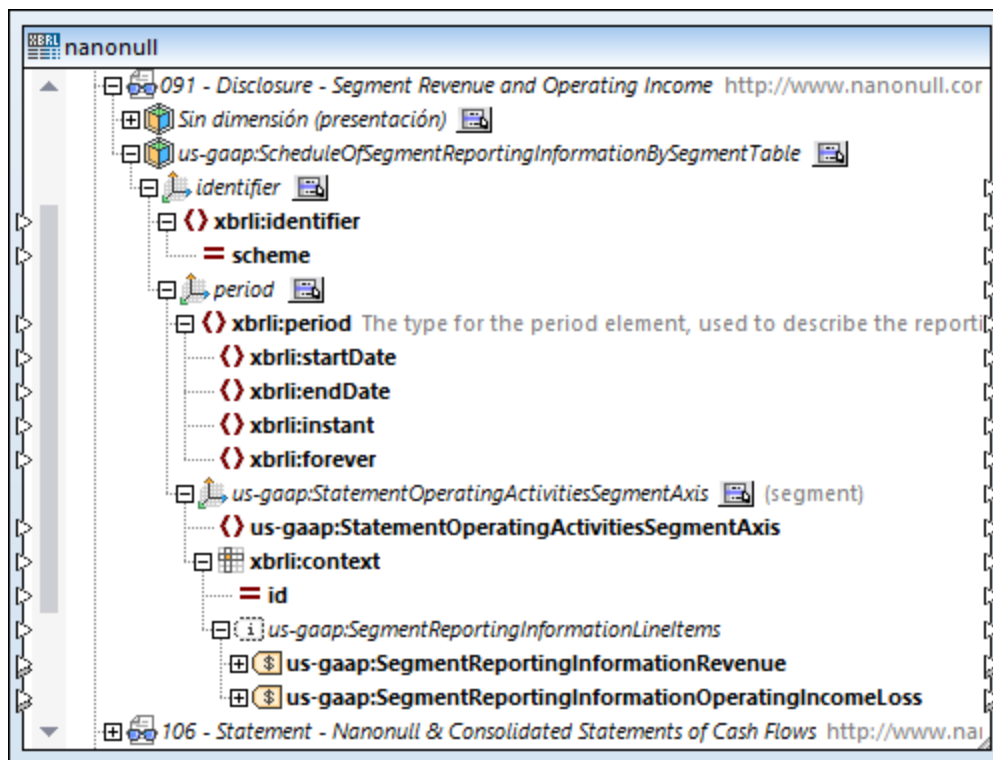 XBRL nanonull
091 - Disclosure - Segment Revenue and Operating Income http://www.nanonull.cor
Sin dimensión (presentación)
us-gaap:ScheduleOfSegmentReportingInformationBySegmentTable
identifier
xbrli:identifier
= scheme
period
xbrli:period The type for the period element, used to describe the reporti
xbrli:startDate
xbrli:endDate
xbrli:instant
xbrli:forever
us-gaap:StatementOperatingActivitiesSegmentAxis (segment)
us-gaap:StatementOperatingActivitiesSegmentAxis
xbrli:context
= id
us-gaap:SegmentReportingInformationLineItems
us-gaap:SegmentReportingInformationRevenue
us-gaap:SegmentReportingInformationOperatingIncomeLoss
106 - Statement - Nanonull & Consolidated Statements of Cash Flows http://www.nai